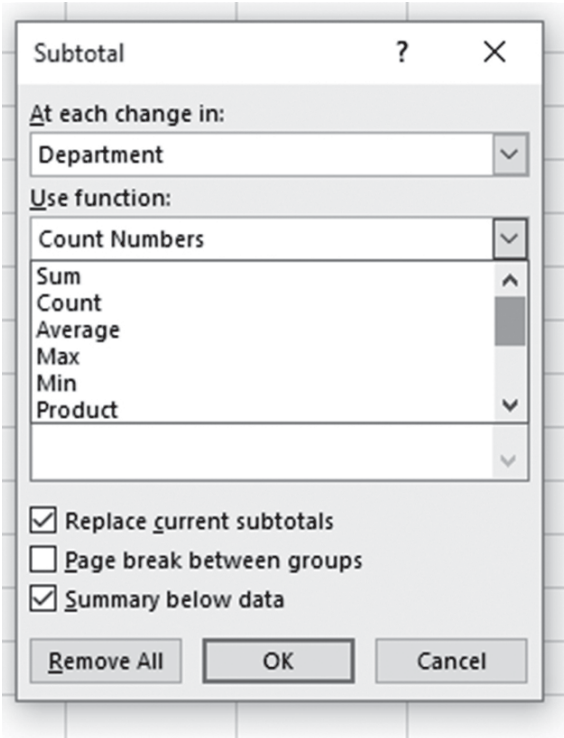 Subtotal ? ✕
At each change in:
Department
Use function:
Count Numbers
Sum
Count
Average
Max
Min
Product
Replace current subtotals
Page break between groups
Summary below data
Remove All OK Cancel